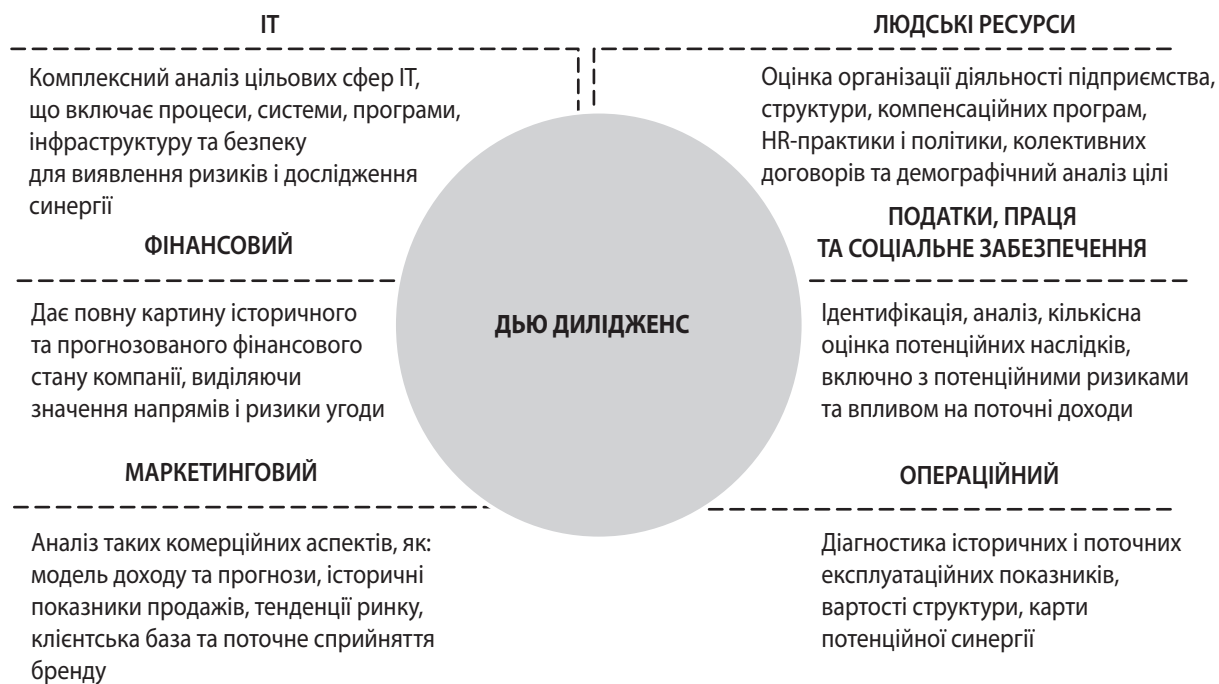 ІТ
Комплексний аналіз цільових сфер ІТ,
що включає процеси, системи, програми,
інфраструктуру та безпеку
для виявлення ризиків і дослідження
синергії
ФІНАНСОВИЙ
Дає повну картину історичного
та прогнозованого фінансового
стану компанії, виділяючи
значення напрямів і ризики угоди
МАРКЕТИНГОВИЙ
Аналіз таких комерційних аспектів, як:
модель доходу та прогнози, історичні
показники продажів, тенденції ринку,
клієнтська база та поточне сприйняття
бренду
ДЬЮ ДИЛІДЖЕНС
ЛЮДСЬКІ РЕСУРСИ
Оцінка організації діяльності підприємства,
структури, компенсаційних програм,
HR-практики і політики, колективних
договорів та демографічний аналіз цілі
ПОДАТКИ, ПРАЦЯ
ТА СОЦІАЛЬНЕ ЗАБЕЗПЕЧЕННЯ
Ідентифікація, аналіз, кількісна
оцінка потенційних наслідків,
включно з потенційними ризиками
та впливом на поточні доходи
ОПЕРАЦІЙНИЙ
Діагностика історичних і поточних
експлуатаційних показників,
вартості структури, карти
потенційної синергії